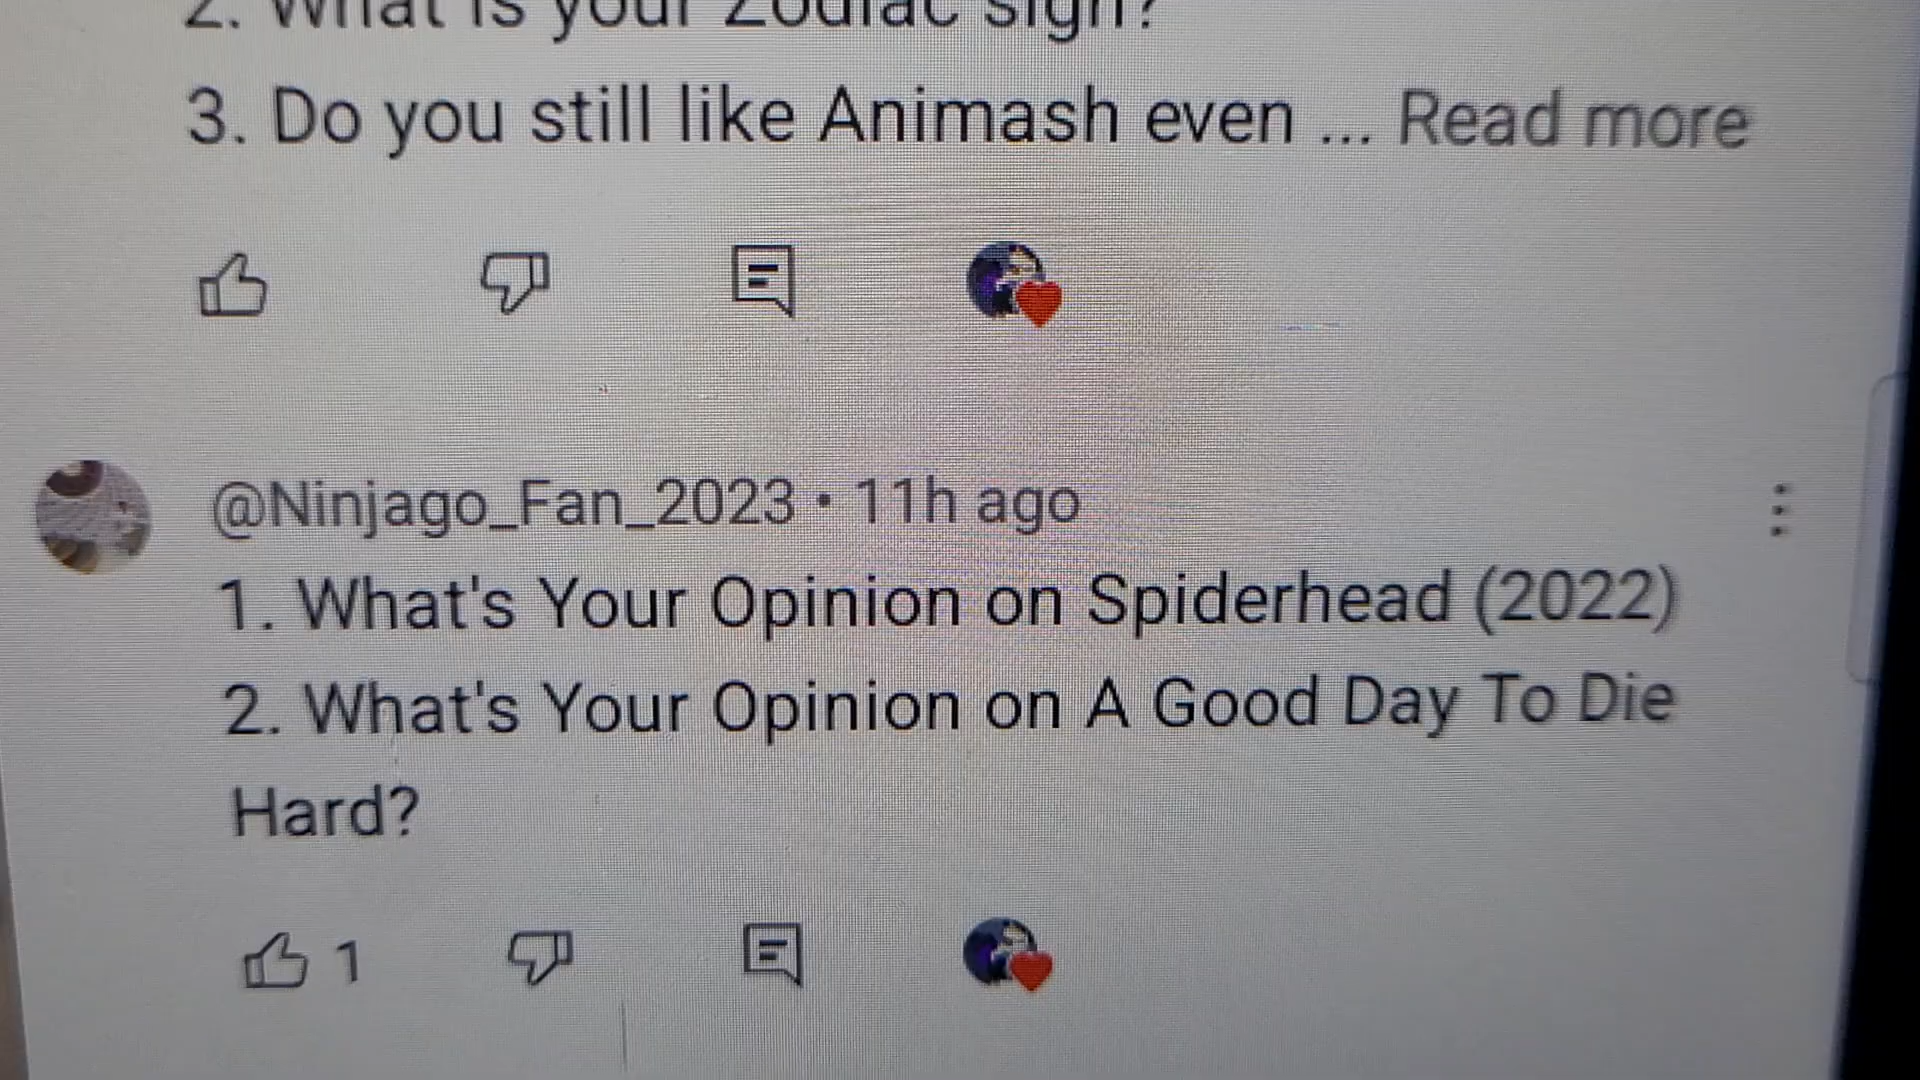 2. What is your Zodiac sign?
3. Do you still like Animash even ... Read more
@Ninjago_Fan_2023 • 11h ago
1. What's Your Opinion on Spiderhead (2022)
2. What's Your Opinion on A Good Day To Die
Hard?
1